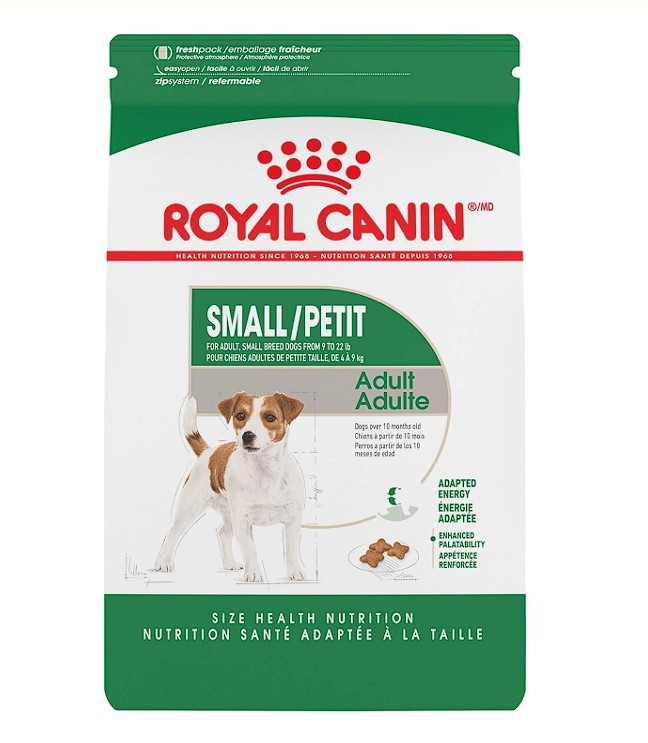 freshpack / emballage fraîcheur
Protective atmosphere / Atmosphère protectrice
easyopen / facile à ouvrir / fácil de abrir
zipsystem / refermable
ROYAL CANIN®/MD
HEALTH NUTRITION SINCE 1968 – NUTRITION SANTÉ DEPUIS 1968
SMALL/PETIT
FOR ADULT, SMALL BREED DOGS FROM 9 TO 22 lb
POUR CHIENS ADULTES DE PETITE TAILLE, DE 4 À 9 kg
Adult
Adulte
Dogs over 10 months old
Chiens à partir de 10 mois
Perros a partir de los 10
meses de edad
ADAPTED
ENERGY
ÉNERGIE
ADAPTÉE
ENHANCED
PALATABILITY
APPÉTENCE
RENFORCÉE
SIZE HEALTH NUTRITION
NUTRITION SANTÉ ADAPTÉE À LA TAILLE